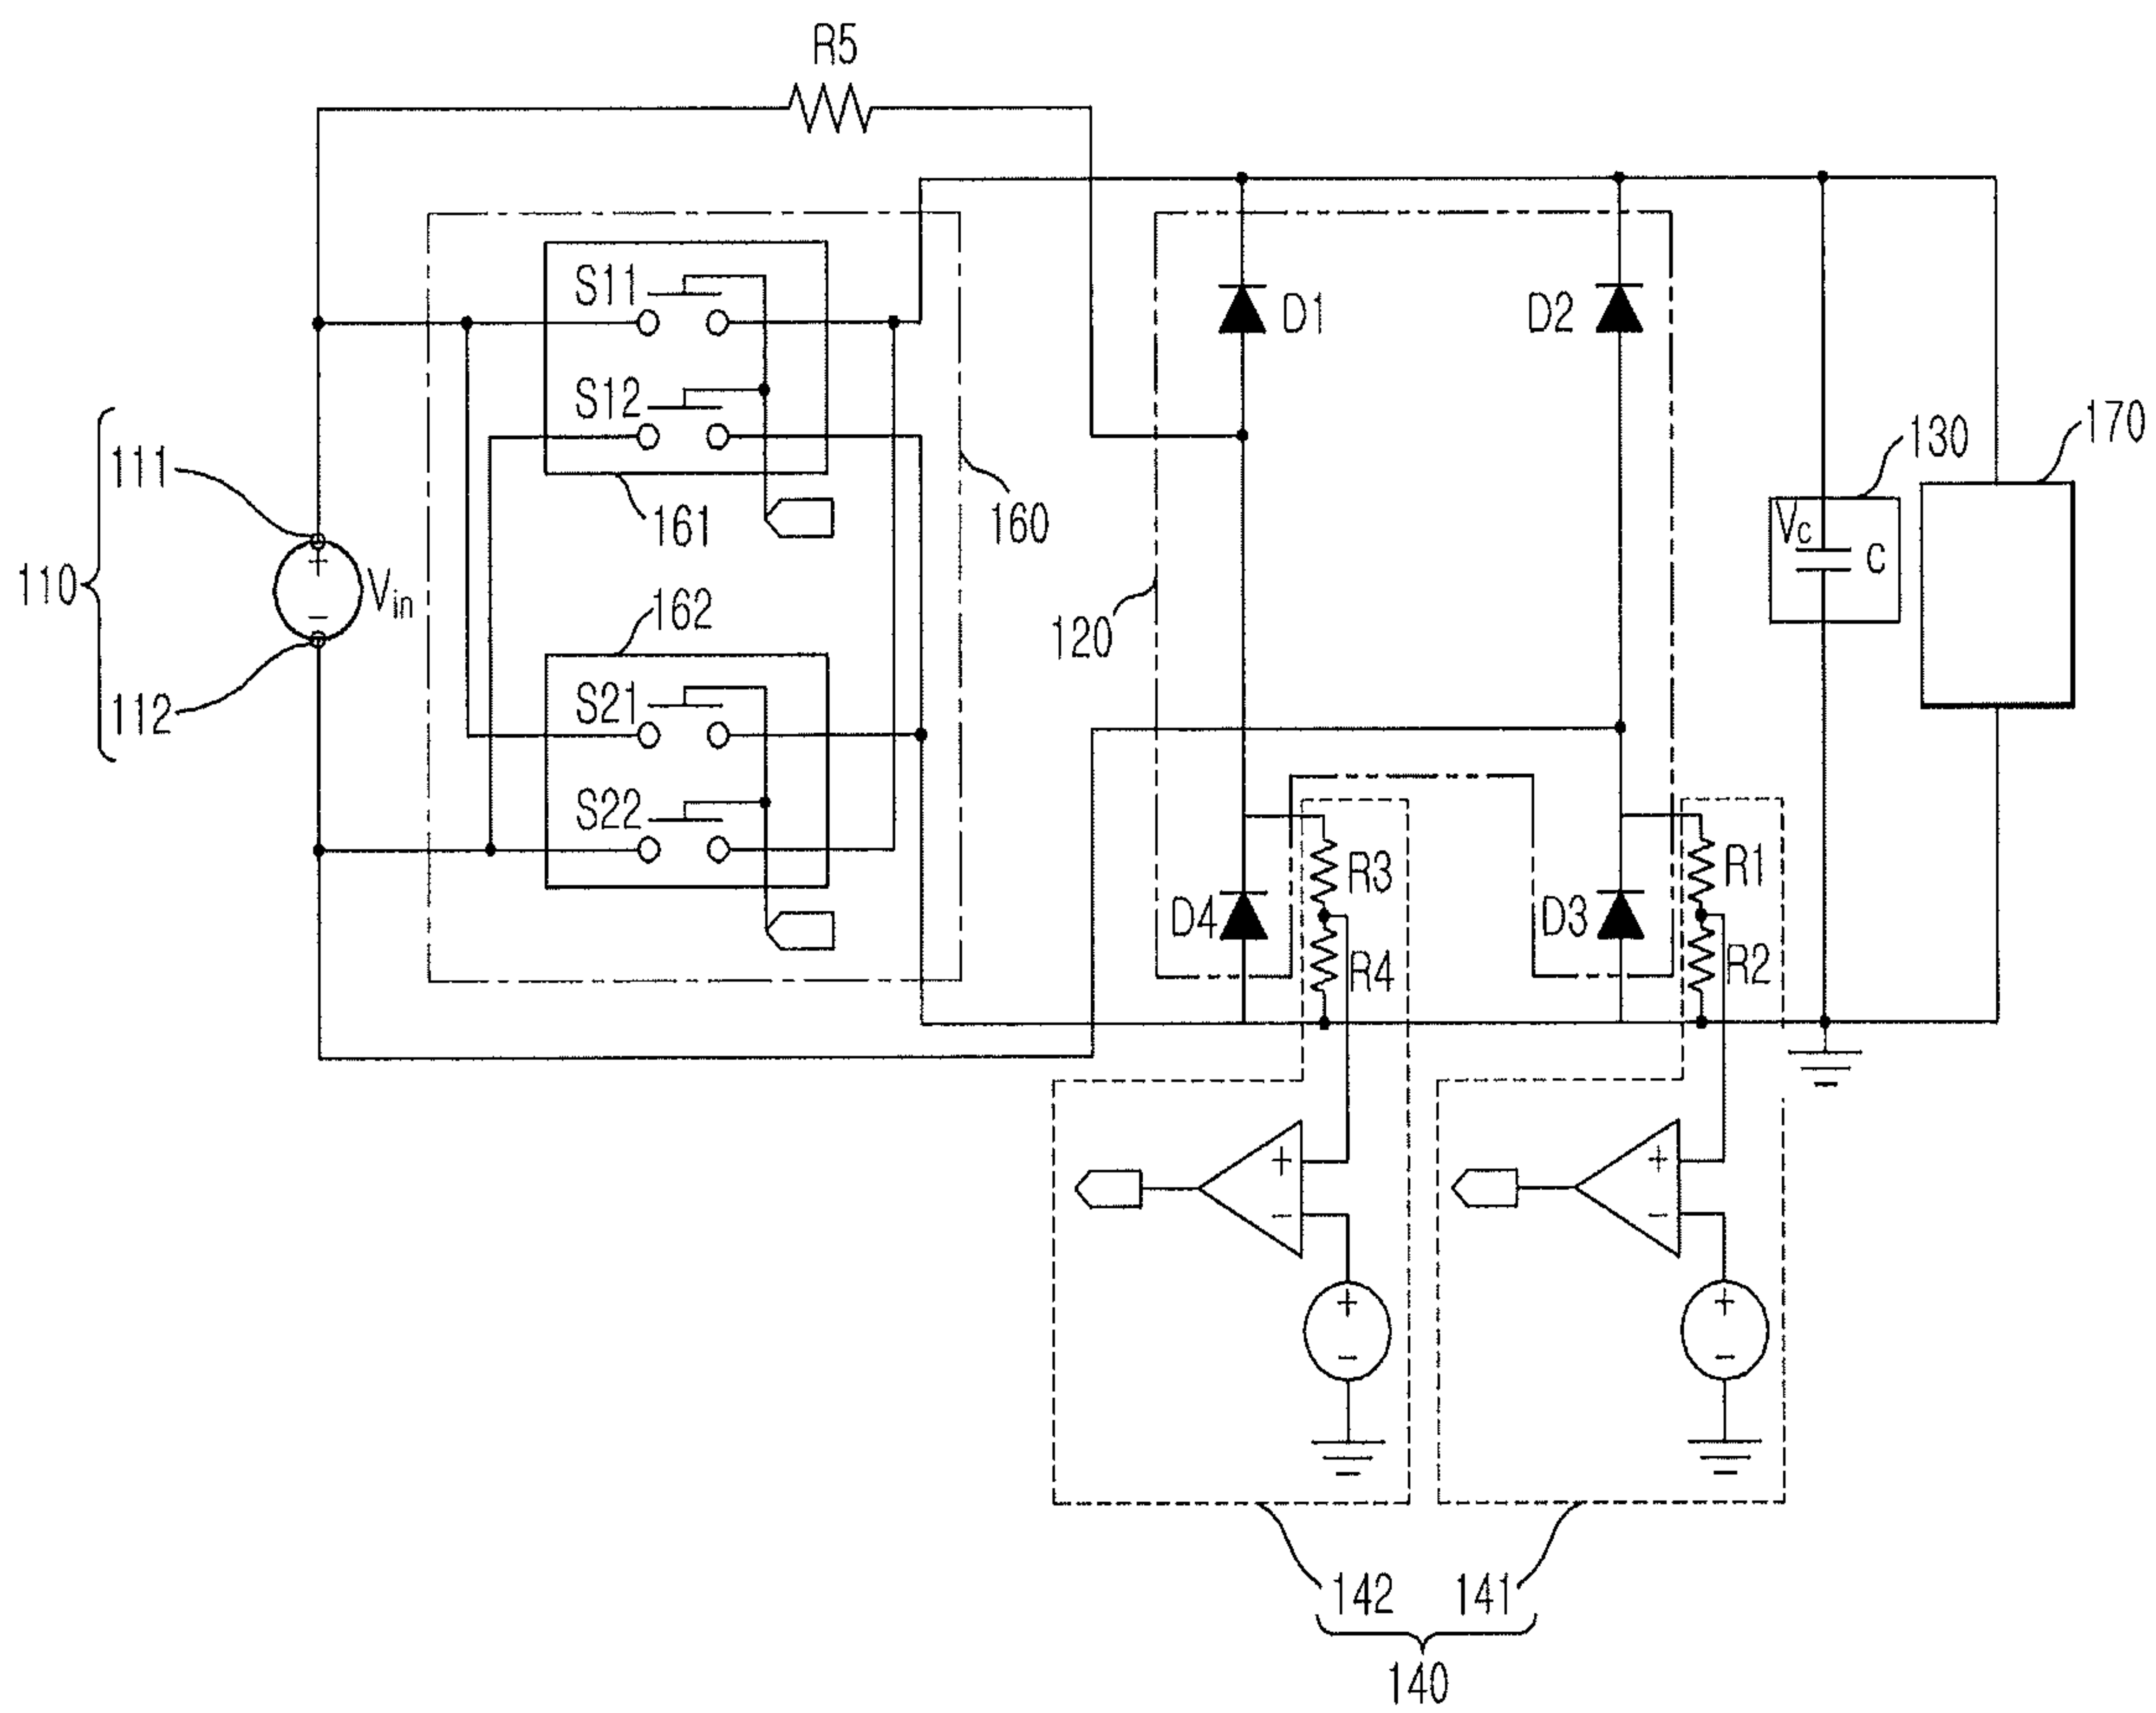 R5
S11
S12
161
160
111
110
Vin
112
162
S21
S22
D1
D2
130
170
Vc
C
120
R3
R1
D4
D3
R4
R2
+
−
+
−
+
−
+
−
+
−
142
141
140